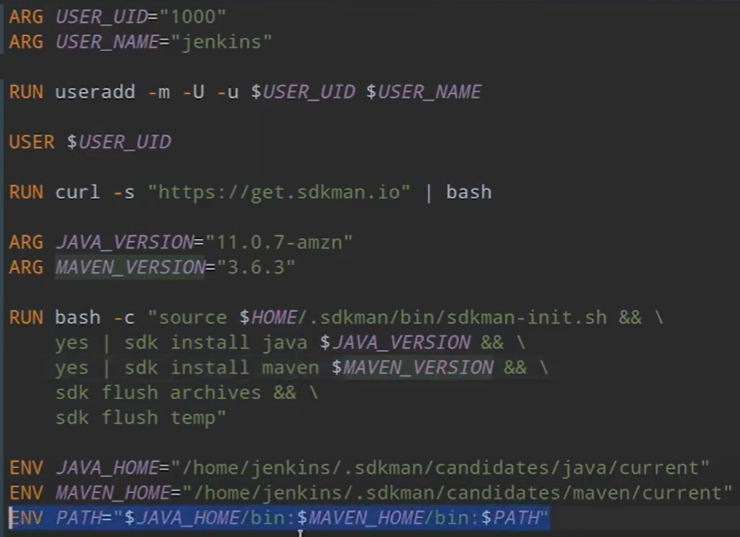 ARG USER_UID="1000"
ARG USER_NAME="jenkins"
RUN useradd -m -U -u $USER_UID $USER_NAME
USER $USER_UID
RUN curl -s "https://get.sdkman.io" | bash
ARG JAVA_VERSION="11.0.7-amzn"
ARG MAVEN_VERSION="3.6.3"
RUN bash -c "source $HOME/.sdkman/bin/sdkman-init.sh && \
    yes | sdk install java $JAVA_VERSION && \
    yes | sdk install maven $MAVEN_VERSION && \
    sdk flush archives && \
    sdk flush temp"
ENV JAVA_HOME="/home/jenkins/.sdkman/candidates/java/current"
ENV MAVEN_HOME="/home/jenkins/.sdkman/candidates/maven/current"
ENV PATH="$JAVA_HOME/bin:$MAVEN_HOME/bin:$PATH"